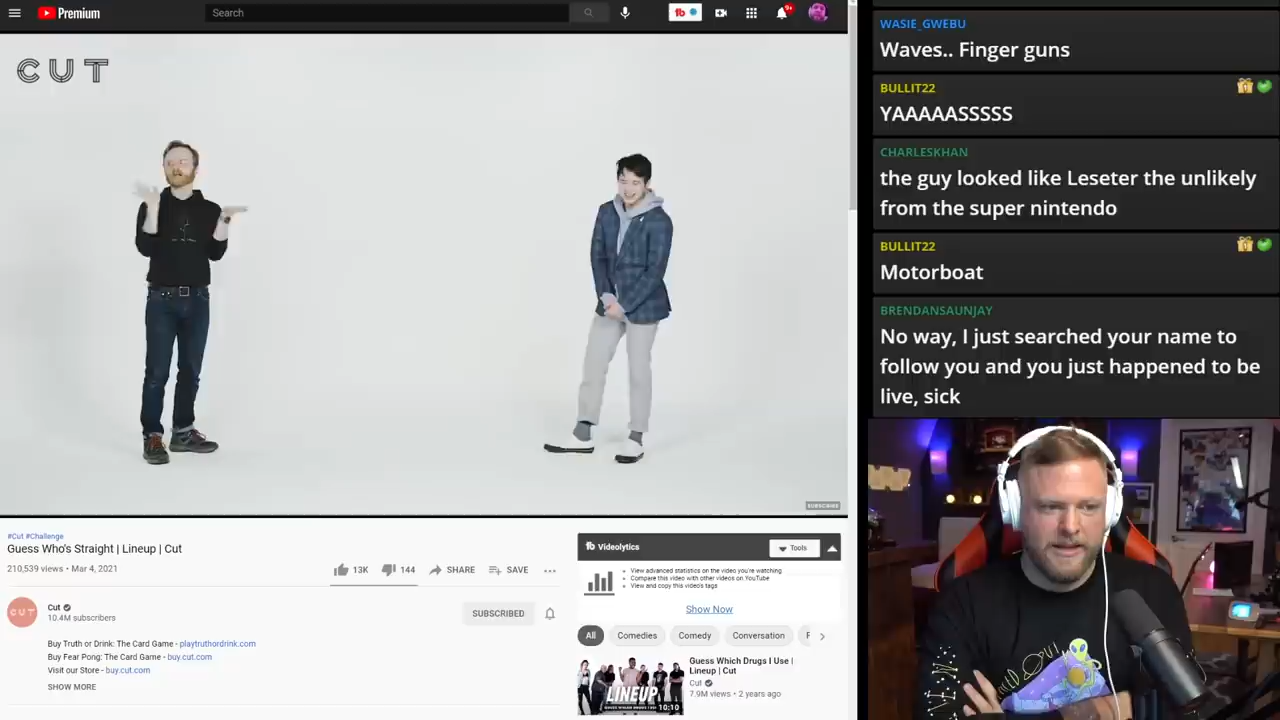 Premium
Search
9+
CUT
SUBSCRIBE
#Cut #Challenge
Guess Who's Straight | Lineup | Cut
210,539 views • Mar 4, 2021
13K
144
SHARE
SAVE
CUT
Cut
10.4M subscribers
SUBSCRIBED
Buy Truth or Drink: The Card Game - playtruthordrink.com
Buy Fear Pong: The Card Game - buy.cut.com
Visit our Store - buy.cut.com
SHOW MORE
Videolytics
Tools
View advanced statistics on the video you're watching
Compare this video with other videos on YouTube
View and copy this video's tags
Show Now
All
Comedies
Comedy
Conversation
LINEUP
10:10
Guess Which Drugs I Use |
Lineup | Cut
Cut
7.9M views • 2 years ago
WASIE_GWEBU
Waves.. Finger guns
BULLIT22
YAAAAASSSSS
CHARLESKHAN
the guy looked like Leseter the unlikely
from the super nintendo
BULLIT22
Motorboat
BRENDANSAUNJAY
No way, I just searched your name to
follow you and you just happened to be
live, sick